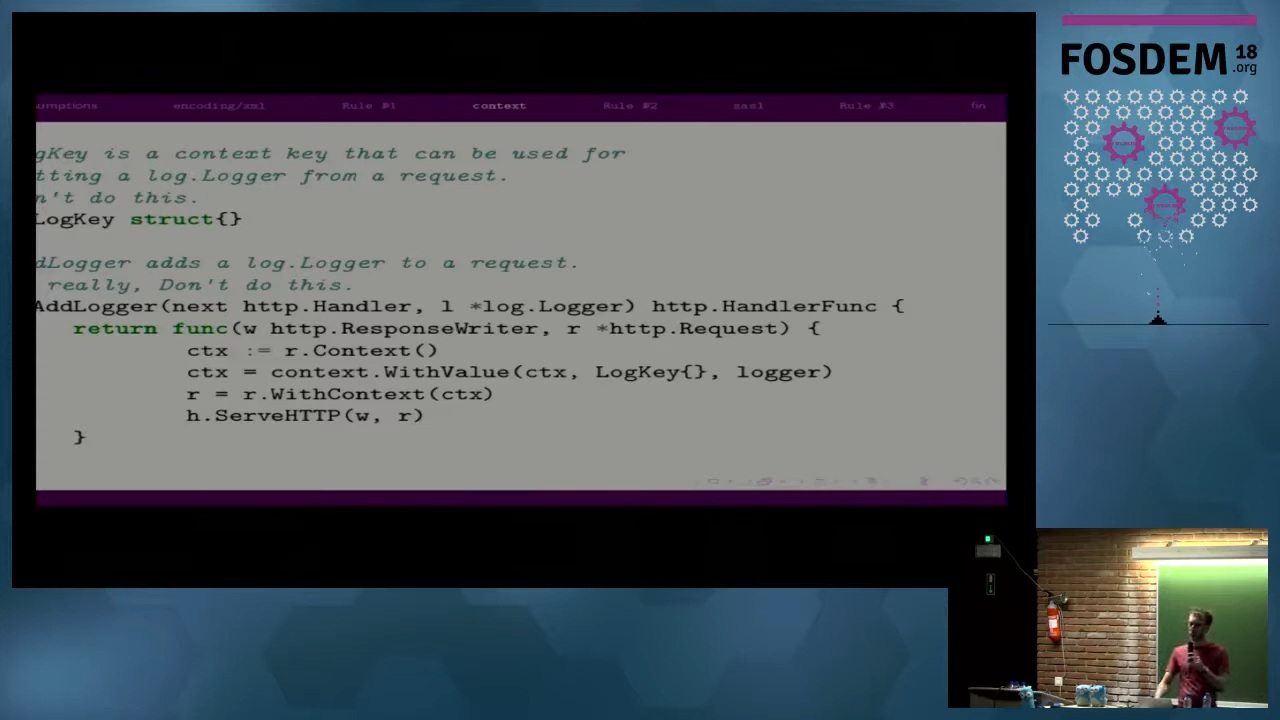 umptions encoding/xml Rule №1 context Rule №2 sasl Rule №3 fin
gKey is a context key that can be used for
tting a log.Logger from a request.
n't do this.
LogKey struct{}
dLogger adds a log.Logger to a request.
really, Don't do this.
AddLogger(next http.Handler, l *log.Logger) http.HandlerFunc {
return func(w http.ResponseWriter, r *http.Request) {
ctx := r.Context()
ctx = context.WithValue(ctx, LogKey{}, logger)
r = r.WithContext(ctx)
h.ServeHTTP(w, r)
}
FOSDEM 18
.org